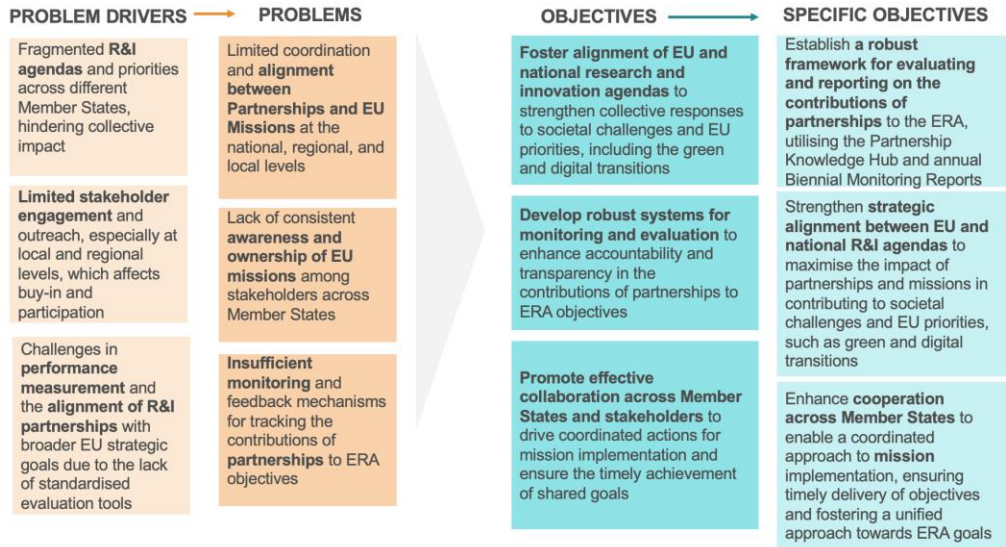 PROBLEM DRIVERS
PROBLEMS
OBJECTIVES
SPECIFIC OBJECTIVES
Fragmented R&I
agendas and priorities
across different
Member States,
hindering collective
impact
Limited stakeholder
engagement and
outreach, especially at
local and regional
levels, which affects
buy-in and
participation
Challenges in
performance
measurement and
the alignment of R&I
partnerships with
broader EU strategic
goals due to the lack
of standardised
evaluation tools
Limited coordination
and alignment
between
Partnerships and EU
Missions at the
national, regional, and
local levels
Lack of consistent
awareness and
ownership of EU
missions among
stakeholders across
Member States
Insufficient
monitoring and
feedback mechanisms
for tracking the
contributions of
partnerships to ERA
objectives
Foster alignment of EU and
national research and
innovation agendas to
strengthen collective responses
to societal challenges and EU
priorities, including the green
and digital transitions
Develop robust systems for
monitoring and evaluation to
enhance accountability and
transparency in the
contributions of partnerships to
ERA objectives
Promote effective
collaboration across Member
States and stakeholders to
drive coordinated actions for
mission implementation and
ensure the timely achievement
of shared goals
Establish a robust
framework for evaluating
and reporting on the
contributions of
partnerships to the ERA,
utilising the Partnership
Knowledge Hub and annual
Biennial Monitoring Reports
Strengthen strategic
alignment between EU and
national R&I agendas to
maximise the impact of
partnerships and missions in
contributing to societal
challenges and EU priorities,
such as green and digital
transitions
Enhance cooperation
across Member States to
enable a coordinated
approach to mission
implementation, ensuring
timely delivery of objectives
and fostering a unified
approach towards ERA goals